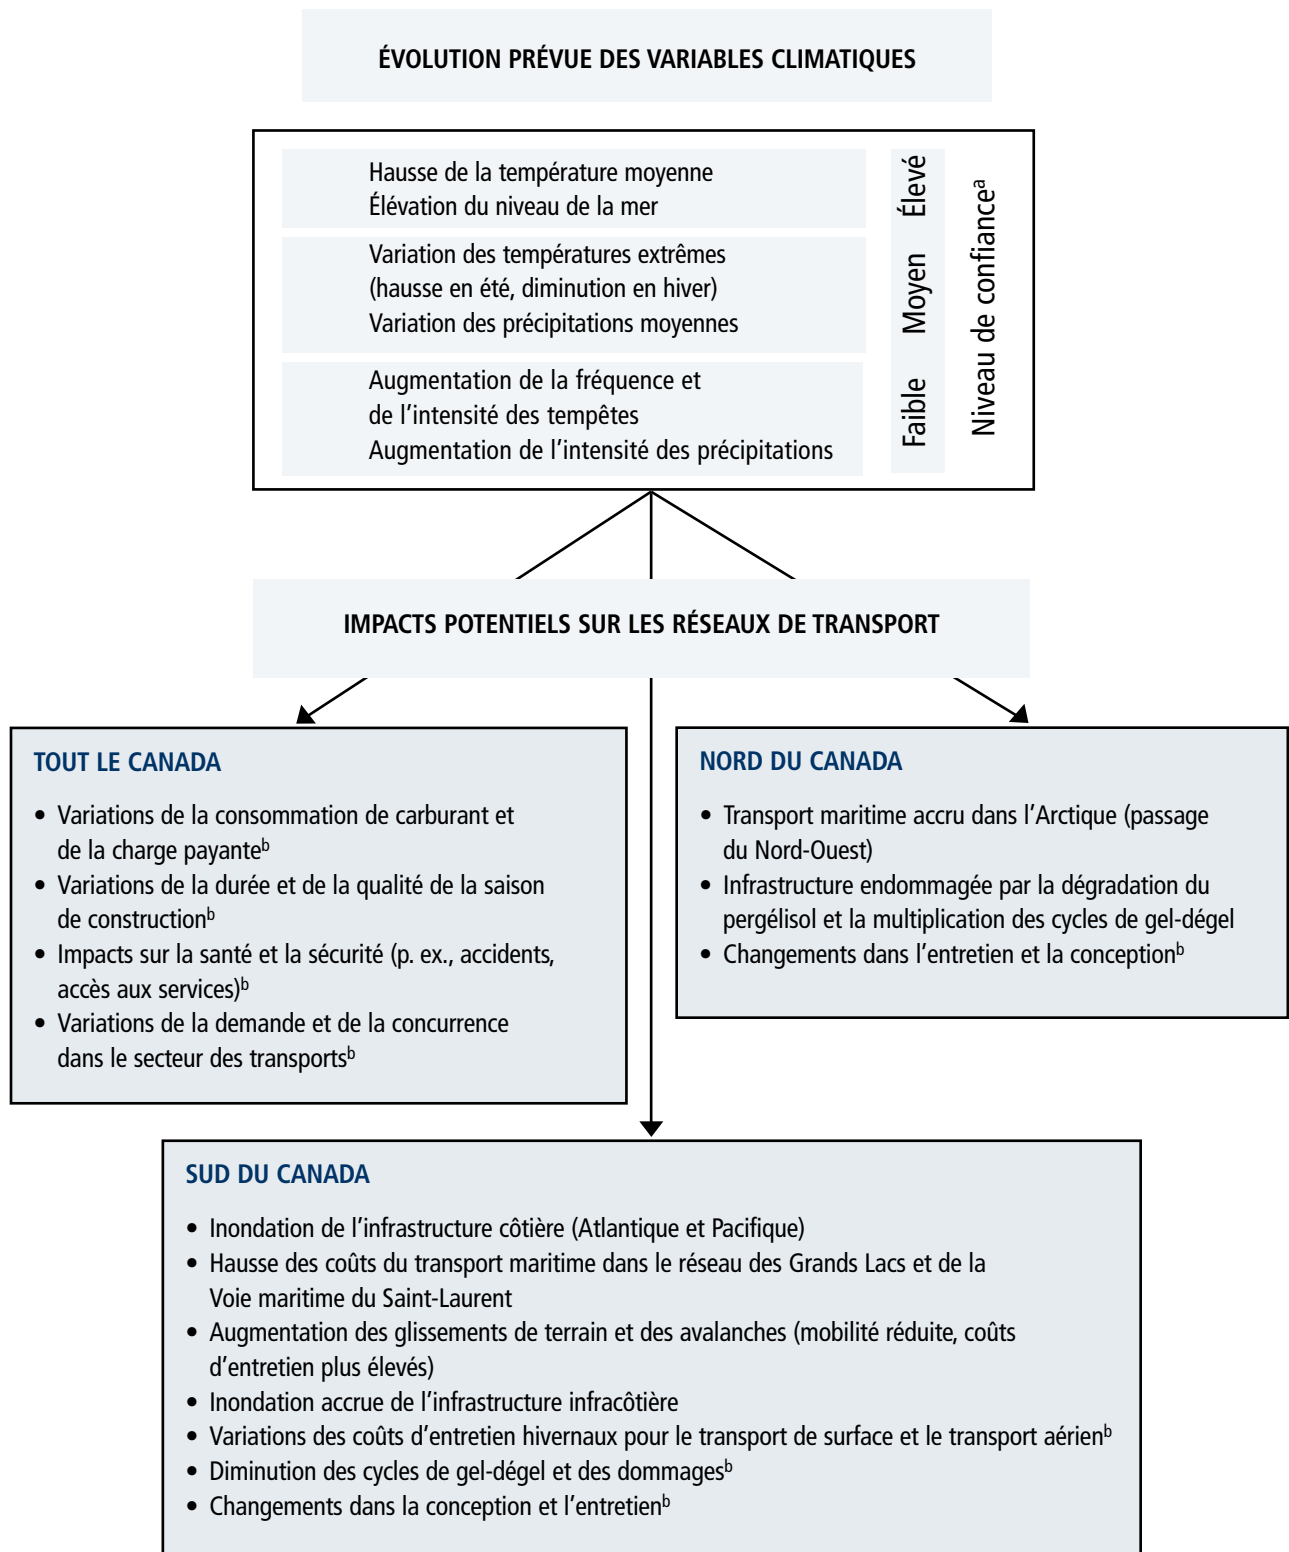 ÉVOLUTION PRÉVUE DES VARIABLES CLIMATIQUES
Hausse de la température moyenne
Élévation du niveau de la mer
Élevé
Variation des températures extrêmes
(hausse en été, diminution en hiver)
Variation des précipitations moyennes
Moyen
Augmentation de la fréquence et
de l'intensité des tempêtes
Augmentation de l'intensité des précipitations
Faible
Niveau de confianceᵃ
IMPACTS POTENTIELS SUR LES RÉSEAUX DE TRANSPORT
TOUT LE CANADA
• Variations de la consommation de carburant et
de la charge payanteᵇ
• Variations de la durée et de la qualité de la saison
de constructionᵇ
• Impacts sur la santé et la sécurité (p. ex., accidents,
accès aux services)ᵇ
• Variations de la demande et de la concurrence
dans le secteur des transportsᵇ
NORD DU CANADA
• Transport maritime accru dans l'Arctique (passage
du Nord-Ouest)
• Infrastructure endommagée par la dégradation du
pergélisol et la multiplication des cycles de gel-dégel
• Changements dans l'entretien et la conceptionᵇ
SUD DU CANADA
• Inondation de l'infrastructure côtière (Atlantique et Pacifique)
• Hausse des coûts du transport maritime dans le réseau des Grands Lacs et de la
Voie maritime du Saint-Laurent
• Augmentation des glissements de terrain et des avalanches (mobilité réduite, coûts
d'entretien plus élevés)
• Inondation accrue de l'infrastructure infracôtière
• Variations des coûts d'entretien hivernaux pour le transport de surface et le transport aérienᵇ
• Diminution des cycles de gel-dégel et des dommagesᵇ
• Changements dans la conception et l'entretienᵇ